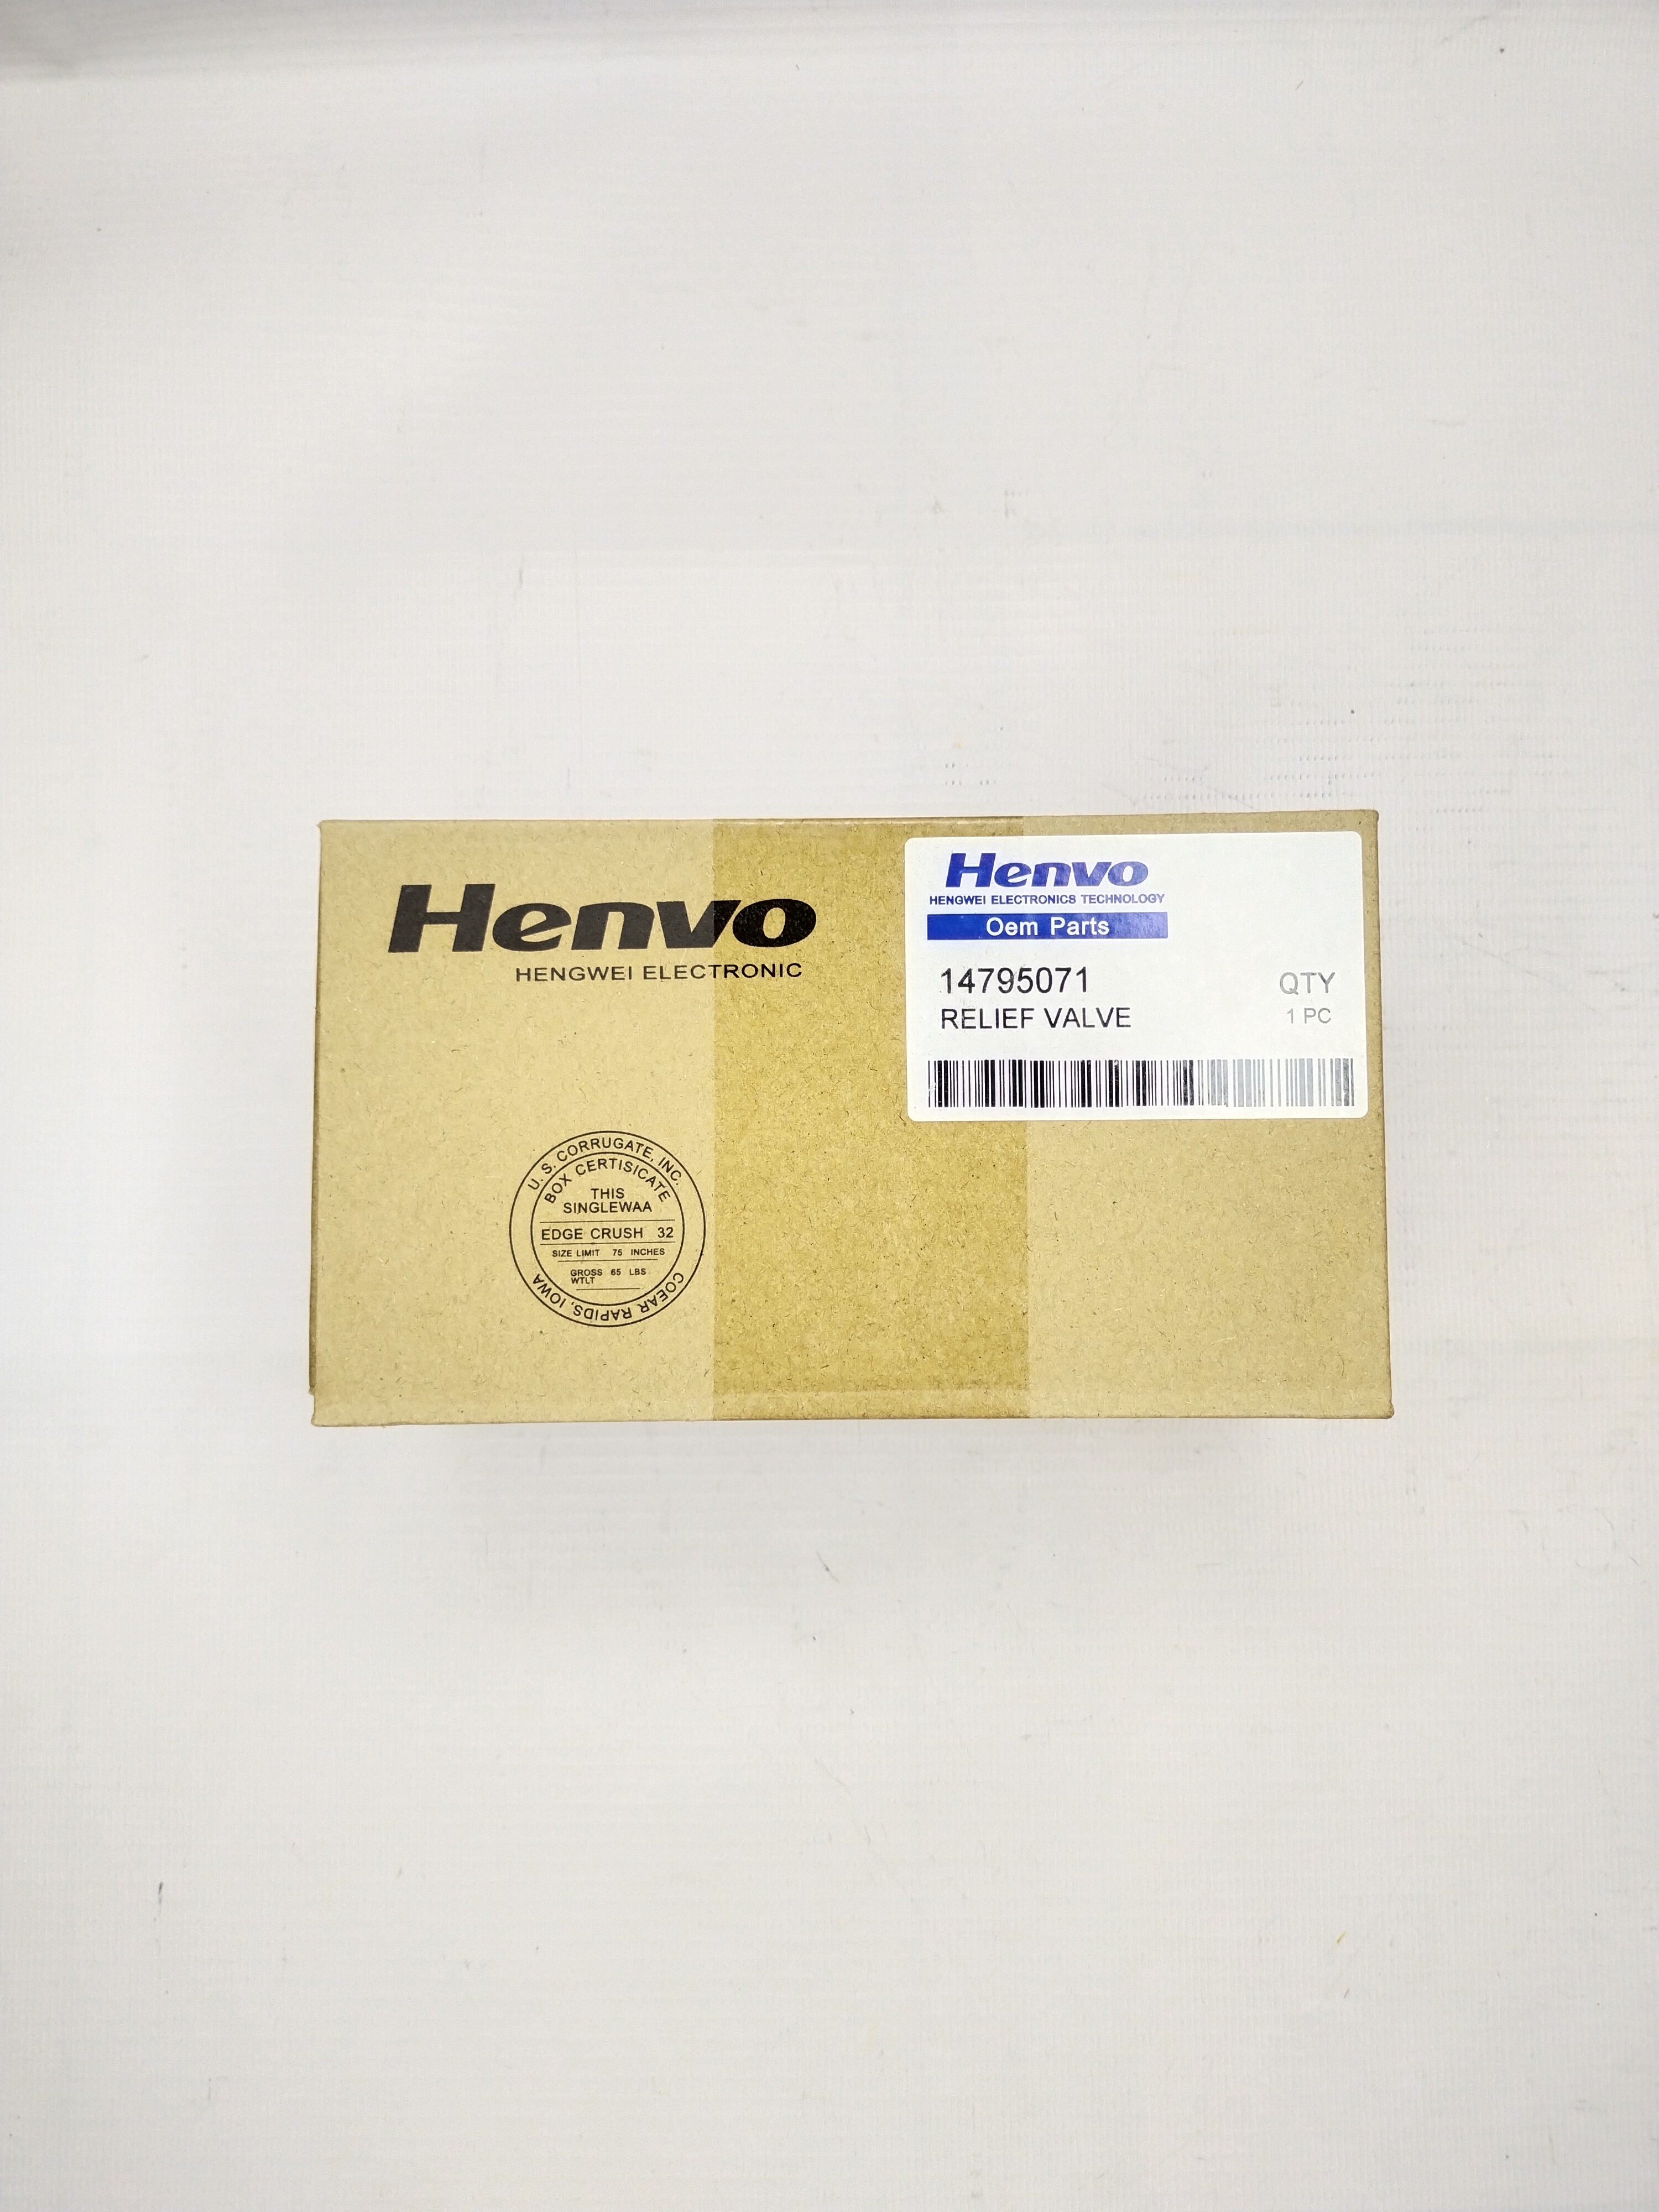 Henvo
HENGWEI ELECTRONIC
Henvo
HENGWEI ELECTRONICS TECHNOLOGY
Oem Parts
14795071
QTY
RELIEF VALVE
1 PC
U. S. CORRUGATE, INC.
BOX CERTISICATE
THIS
SINGLEWAA
EDGE CRUSH 32
SIZE LIMIT 75 INCHES
GROSS 65 LBS
WTLT
COEAR RAPIDS, IOWA